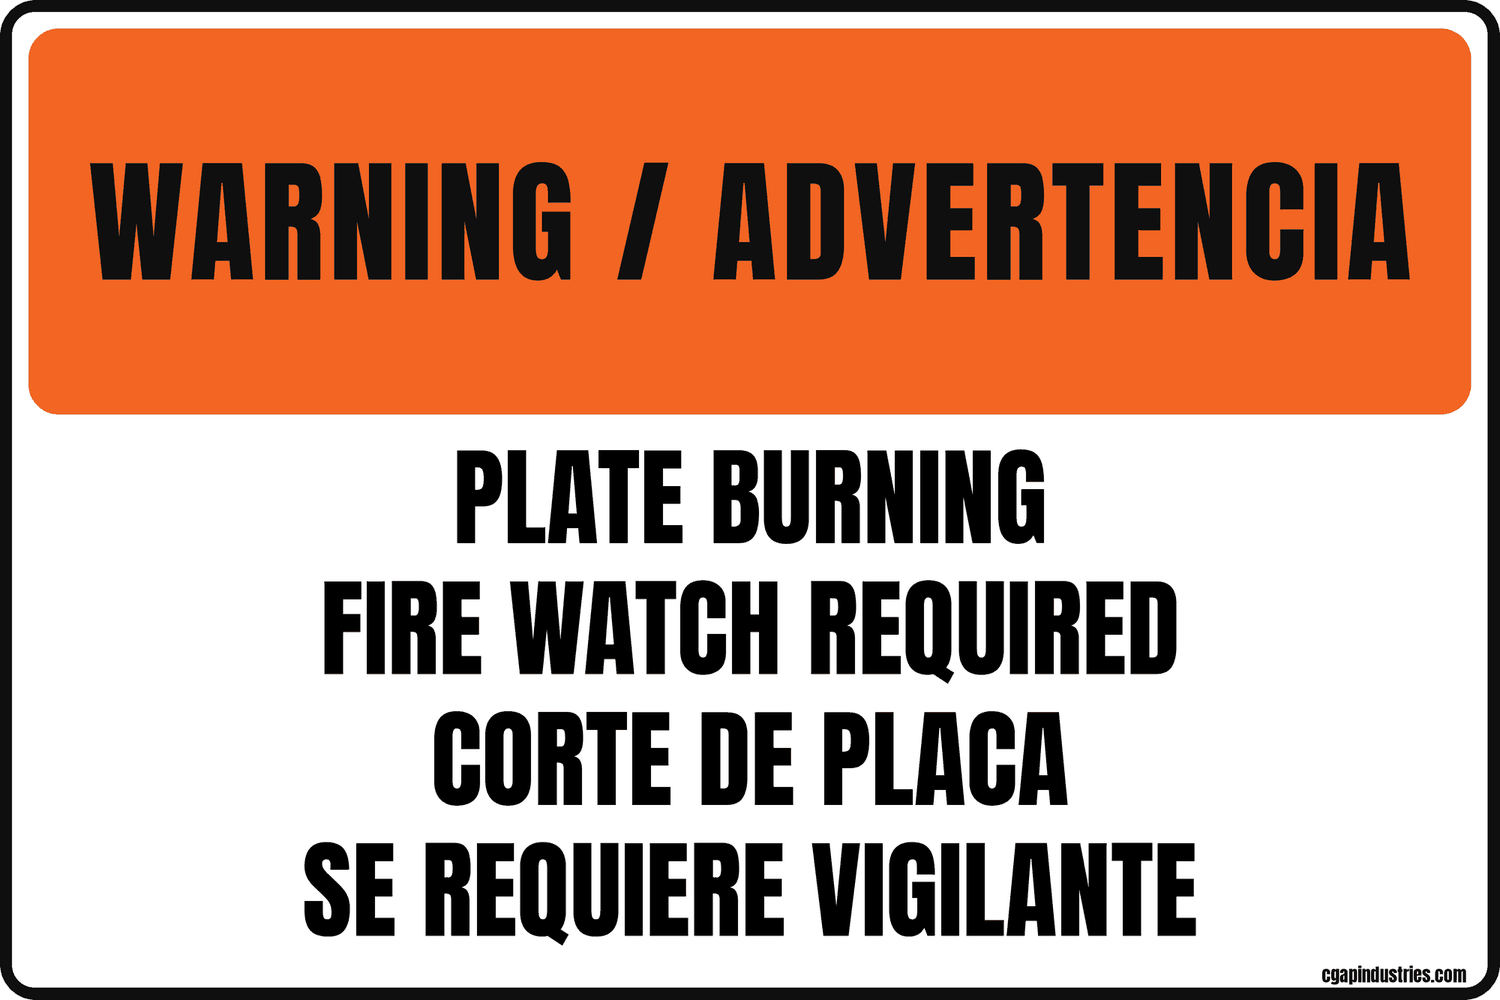 WARNING / ADVERTENCIA
PLATE BURNING
FIRE WATCH REQUIRED
CORTE DE PLACA
SE REQUIERE VIGILANTE
cgapindustries.com